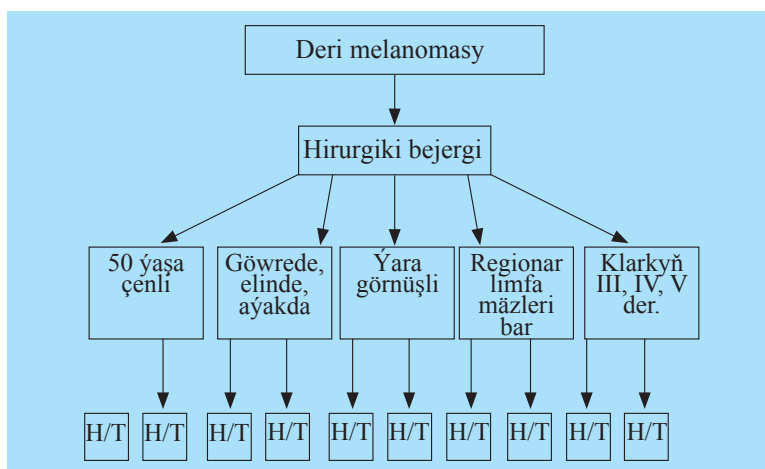 Deri melanomasy
Hirurgiki bejergi
50 ýaşa
çenli
Göwrede,
elinde,
aýakda
Ýara
görnüşli
Regionar
limfa
mäzleri
bar
Klarkyň
III, IV, V
der.
H/T
H/T
H/T
H/T
H/T
H/T
H/T
H/T
H/T
H/T